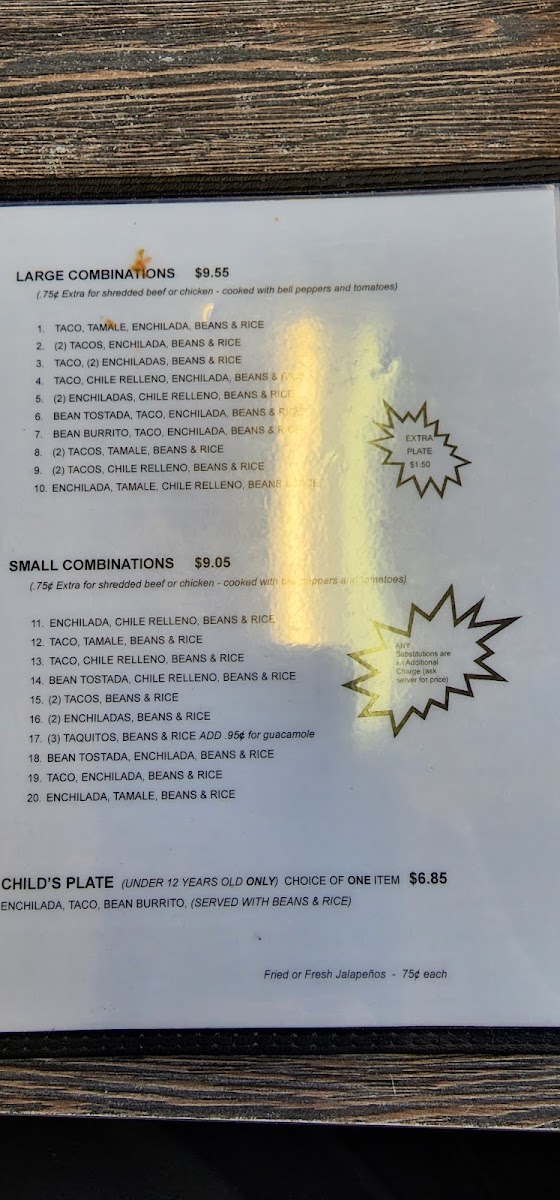 LARGE COMBINATIONS $9.55
(.75¢ Extra for shredded beef or chicken - cooked with bell peppers and tomatoes)
1. TACO, TAMALE, ENCHILADA, BEANS & RICE
2. (2) TACOS, ENCHILADA, BEANS & RICE
3. TACO, (2) ENCHILADAS, BEANS & RICE
4. TACO, CHILE RELLENO, ENCHILADA, BEANS & RICE
5. (2) ENCHILADAS, CHILE RELLENO, BEANS & RICE
6. BEAN TOSTADA, TACO, ENCHILADA, BEANS & RICE
7. BEAN BURRITO, TACO, ENCHILADA, BEANS & RICE
8. (2) TACOS, TAMALE, BEANS & RICE
9. (2) TACOS, CHILE RELLENO, BEANS & RICE
10. ENCHILADA, TAMALE, CHILE RELLENO, BEANS & RICE
EXTRA
PLATE
$1.50
SMALL COMBINATIONS $9.05
(.75¢ Extra for shredded beef or chicken - cooked with bell peppers and tomatoes)
11. ENCHILADA, CHILE RELLENO, BEANS & RICE
12. TACO, TAMALE, BEANS & RICE
13. TACO, CHILE RELLENO, BEANS & RICE
14. BEAN TOSTADA, CHILE RELLENO, BEANS & RICE
15. (2) TACOS, BEANS & RICE
16. (2) ENCHILADAS, BEANS & RICE
17. (3) TAQUITOS, BEANS & RICE ADD .95¢ for guacamole
18. BEAN TOSTADA, ENCHILADA, BEANS & RICE
19. TACO, ENCHILADA, BEANS & RICE
20. ENCHILADA, TAMALE, BEANS & RICE
ANY
Substitutions are
an Additional
Charge (ask
server for price)
CHILD'S PLATE (UNDER 12 YEARS OLD ONLY) CHOICE OF ONE ITEM $6.85
ENCHILADA, TACO, BEAN BURRITO, (SERVED WITH BEANS & RICE)
Fried or Fresh Jalapeños - 75¢ each